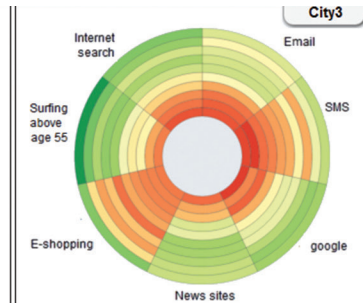 City3
Internet
search
Email
Surfing
above
age 55
SMS
E-shopping
google
News sites